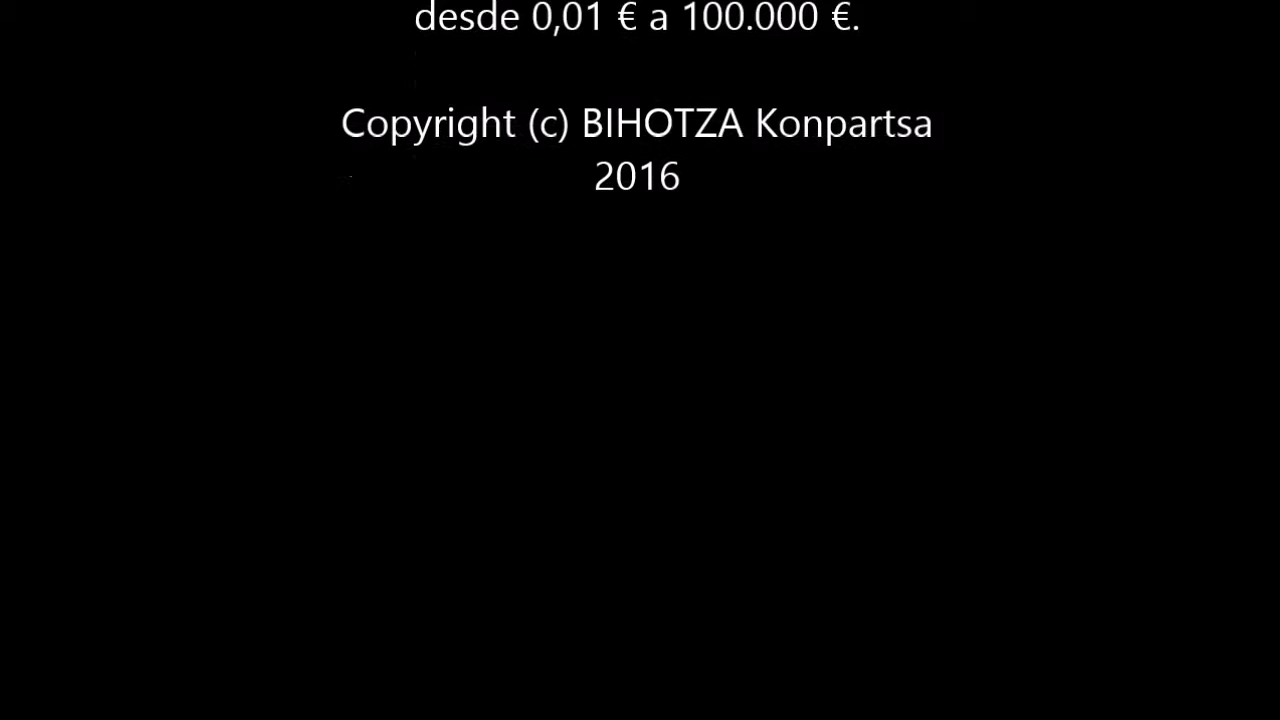 desde 0,01 € a 100.000 €.
Copyright (c) BIHOTZA Konpartsa
2016